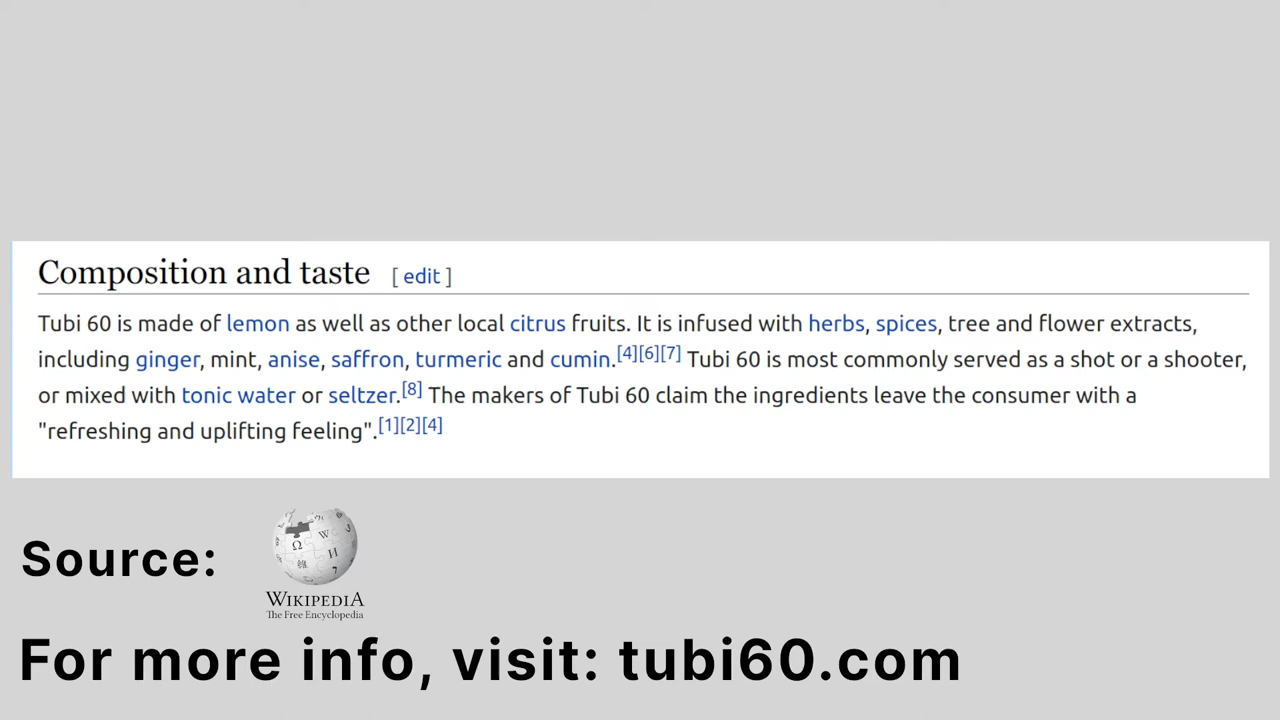 Composition and taste [ edit ]
Tubi 60 is made of lemon as well as other local citrus fruits. It is infused with herbs, spices, tree and flower extracts,
including ginger, mint, anise, saffron, turmeric and cumin.[4][6][7] Tubi 60 is most commonly served as a shot or a shooter,
or mixed with tonic water or seltzer.[8] The makers of Tubi 60 claim the ingredients leave the consumer with a
"refreshing and uplifting feeling".[1][2][4]
Source:
WIKIPEDIA
The Free Encyclopedia
For more info, visit: tubi60.com